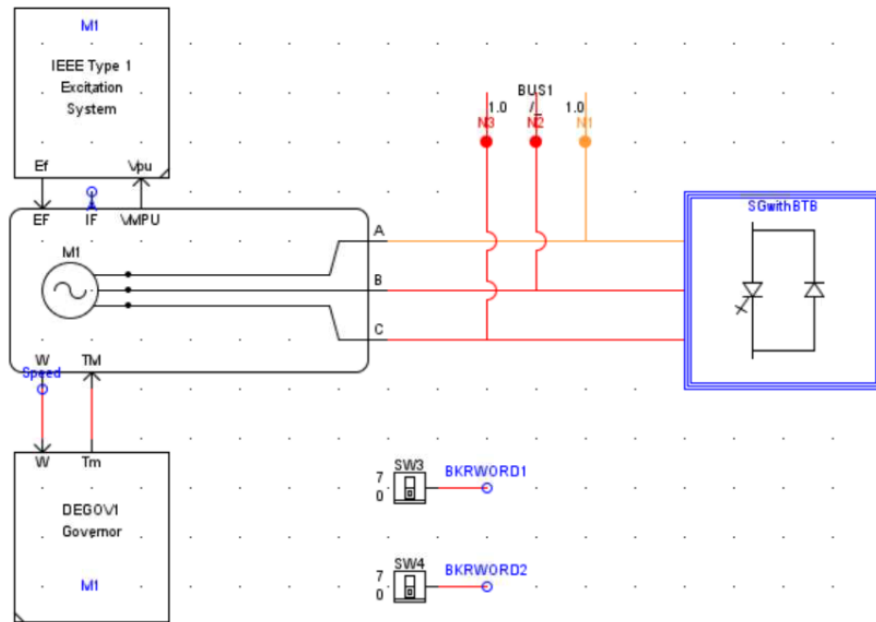 M1
IEEE Type 1
Excitation
System
Ef
Vpu
EF
IF
VMPU
M1
A
B
C
W
TM
Speed
W
Tm
DEGOV1
Governor
M1
BUS1
1.0
/_
1.0
N3
N2
N1
SGwithBTB
SW3
7
0
BKRWORD1
SW4
7
0
BKRWORD2